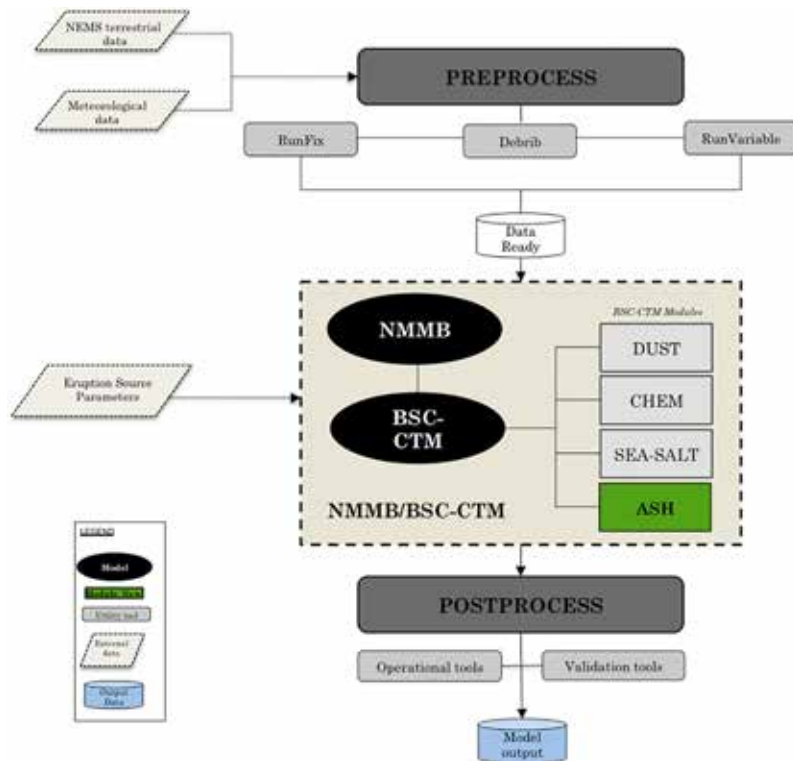 NEMS terrestrial
data
PREPROCESS
Meteorological
data
RunFix
Debrib
RunVariable
Data
Ready
BSC-CTM Modules
NMMB
DUST
Eruption Source
Parameters
CHEM
BSC-
CTM
SEA-SALT
NMMB/BSC-CTM
ASH
LEGEND
Model
Utility tool
External
data
Output
Data
POSTPROCESS
Operational tools
Validation tools
Model
output